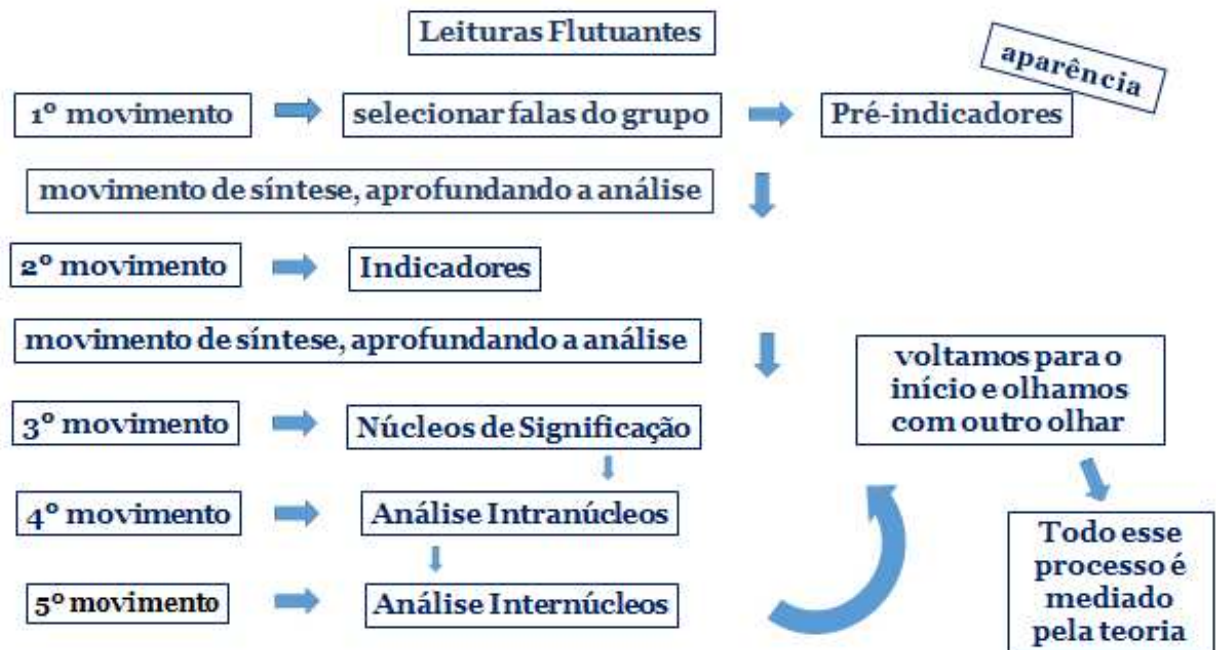 Leituras Flutuantes
aparência
1º movimento
selecionar falas do grupo
Pré-indicadores
movimento de síntese, aprofundando a análise
2º movimento
Indicadores
movimento de síntese, aprofundando a análise
3º movimento
Núcleos de Significação
4º movimento
Análise Intranúcleos
5º movimento
Análise Internúcleos
voltamos para o
início e olhamos
com outro olhar
Todo esse
processo é
mediado
pela teoria